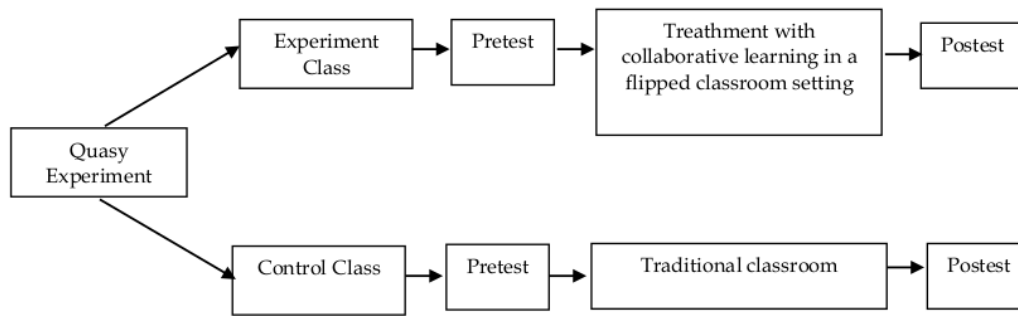 Experiment
Class
Pretest
Treathment with
collaborative learning in a
flipped classroom setting
Postest
Quasy
Experiment
Control Class
Pretest
Traditional classroom
Postest